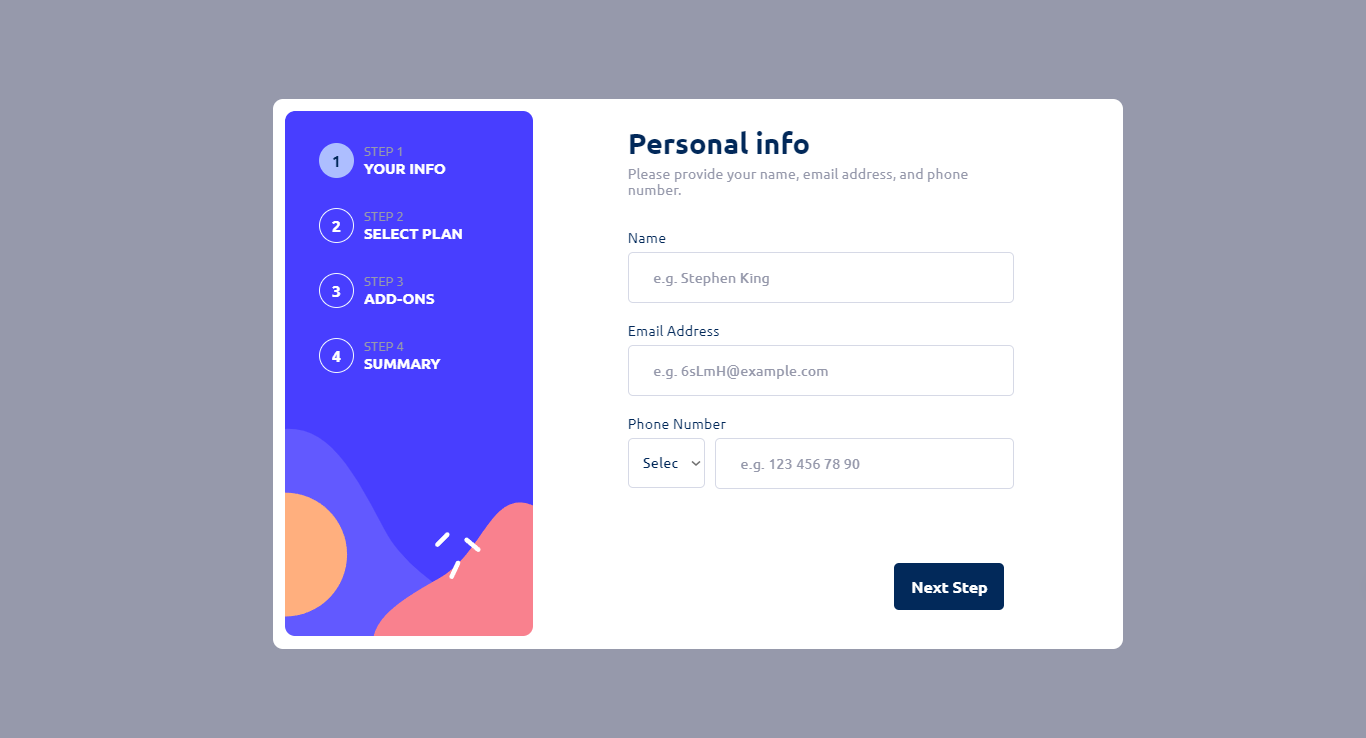 1
STEP 1
YOUR INFO
2
STEP 2
SELECT PLAN
3
STEP 3
ADD-ONS
4
STEP 4
SUMMARY
Personal info
Please provide your name, email address, and phone
number.
Name
e.g. Stephen King
Email Address
e.g. 6sLmH@example.com
Phone Number
Selec
e.g. 123 456 78 90
Next Step